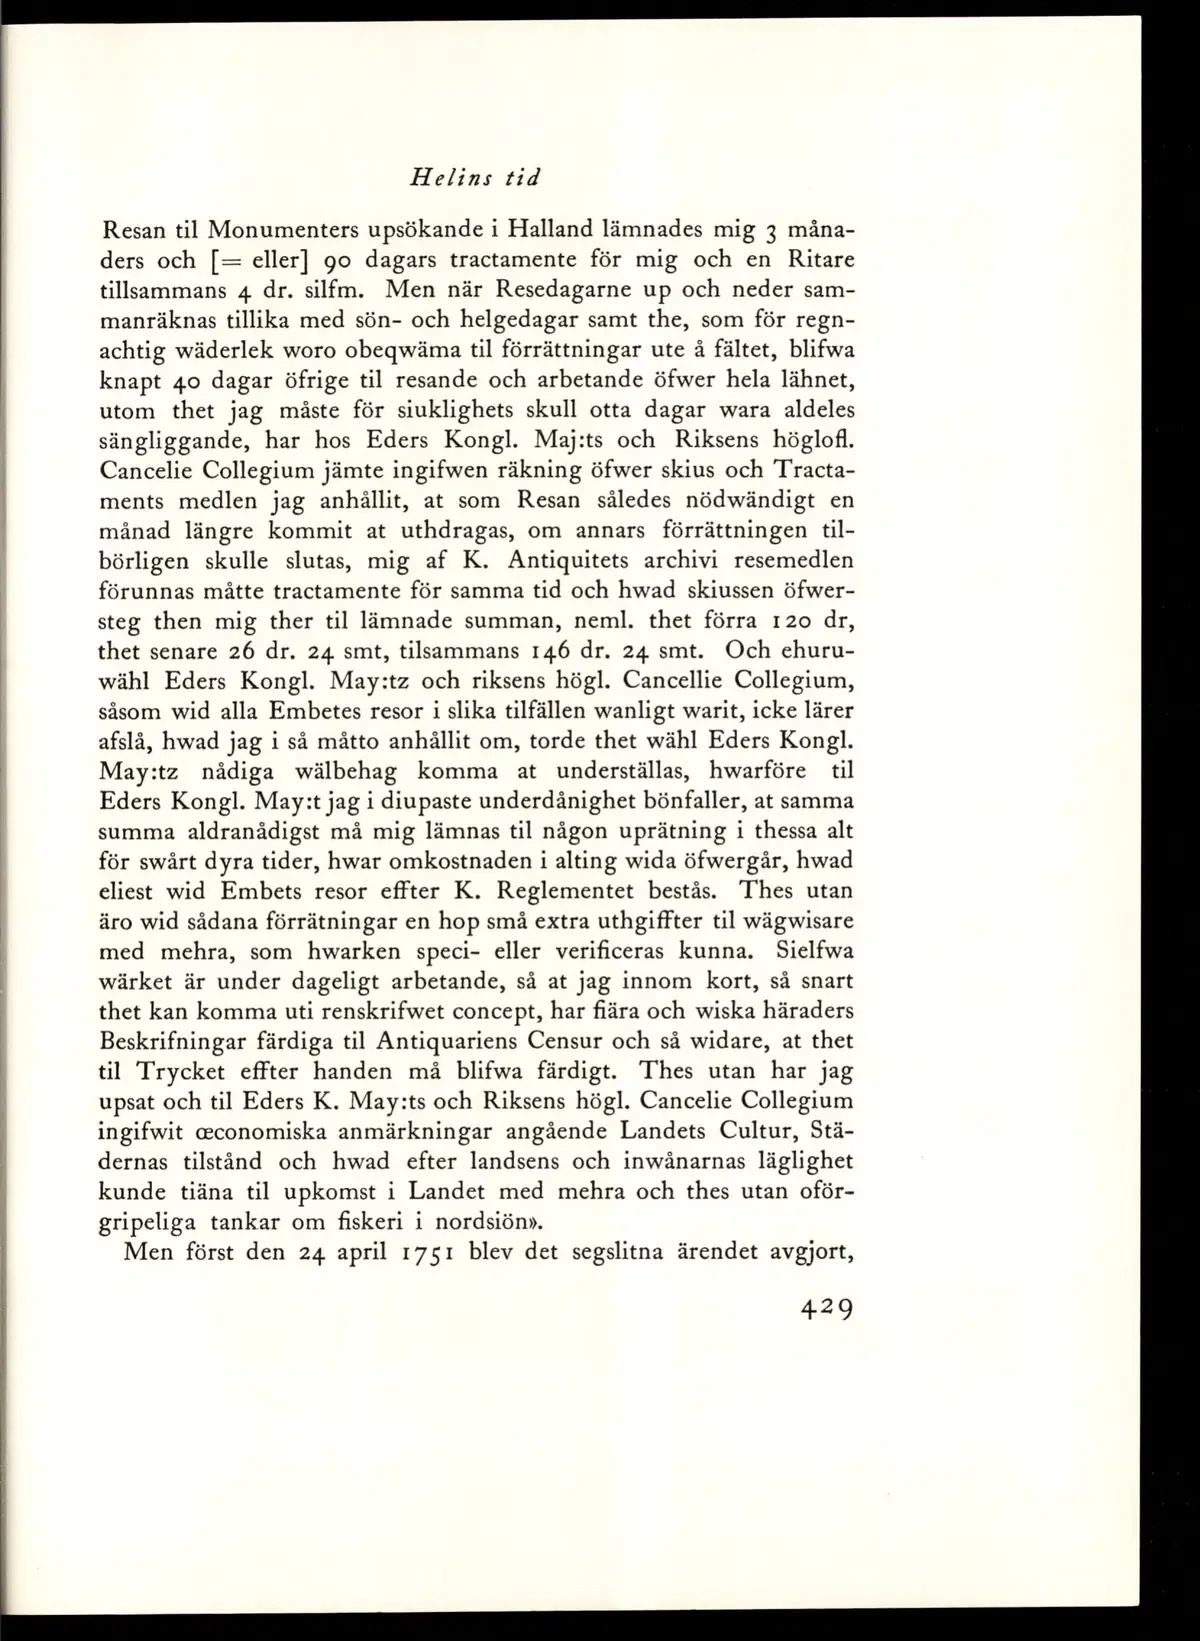 Helins tid
Resan til Monumenters upsökande i Halland lämnades mig 3 måna-
ders och [= eller] 90 dagars tractamente för mig och en Ritare
tillsammans 4 dr. silfm. Men när Resedagarne up och neder sam-
manräknas tillika med sön- och helgedagar samt the, som för regn-
achtig wäderlek woro obeqwäma til förrättningar ute å fältet, blifwa
knapt 40 dagar öfrige til resande och arbetande öfwer hela lähnet,
utom thet jag måste för siuklighets skull otta dagar wara aldeles
sängliggande, har hos Eders Kongl. Maj:ts och Riksens höglofl.
Cancelie Collegium jämte ingifwen räkning öfwer skius och Tracta-
ments medlen jag anhållit, at som Resan således nödwändigt en
månad längre kommit at uthdragas, om annars förrättningen til-
börligen skulle slutas, mig af K. Antiquitets archivi resemedlen
förunnas måtte tractamente för samma tid och hwad skiussen öfwer-
steg then mig ther til lämnade summan, neml. thet förra 120 dr,
thet senare 26 dr. 24 smt, tilsammans 146 dr. 24 smt. Och ehuru-
wähl Eders Kongl. May:tz och riksens högl. Cancellie Collegium,
såsom wid alla Embetes resor i slika tilfällen wanligt warit, icke lärer
afslå, hwad jag i så måtto anhållit om, torde thet wähl Eders Kongl.
May:tz nådiga wälbehag komma at underställas, hwarföre til
Eders Kongl. May:t jag i diupaste underdånighet bönfaller, at samma
summa aldranådigst må mig lämnas til någon uprätning i thessa alt
för swårt dyra tider, hwar omkostnaden i alting wida öfwergår, hwad
eliest wid Embets resor effter K. Reglementet bestås. Thes utan
äro wid sådana förrätningar en hop små extra uthgiffter til wägwisare
med mehra, som hwarken speci- eller verificeras kunna. Sielfwa
wärket är under dageligt arbetande, så at jag innom kort, så snart
thet kan komma uti renskrifwet concept, har fiära och wiska häraders
Beskrifningar färdiga til Antiquariens Censur och så widare, at thet
til Trycket effter handen må blifwa färdigt. Thes utan har jag
upsat och til Eders K. May:ts och Riksens högl. Cancelie Collegium
ingifwit œconomiska anmärkningar angående Landets Cultur, Stä-
dernas tilstånd och hwad efter landsens och inwånarnas läglighet
kunde tiäna til upkomst i Landet med mehra och thes utan oför-
gripeliga tankar om fiskeri i nordsiön».
Men först den 24 april 1751 blev det segslitna ärendet avgjort,
429